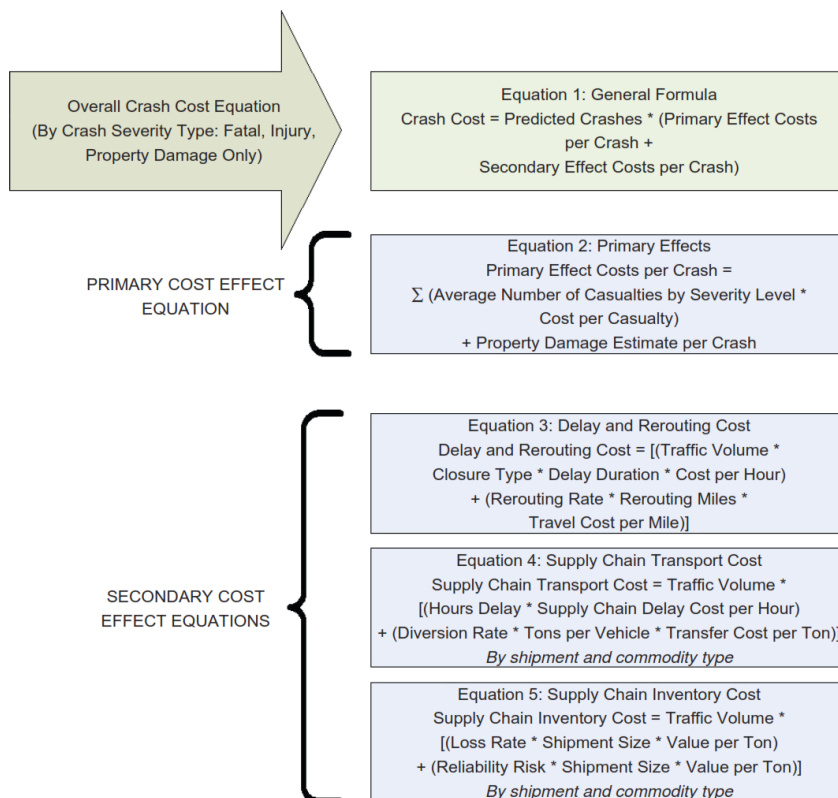 Overall Crash Cost Equation
(By Crash Severity Type: Fatal, Injury,
Property Damage Only)
Equation 1: General Formula
Crash Cost = Predicted Crashes * (Primary Effect Costs
per Crash +
Secondary Effect Costs per Crash)
PRIMARY COST EFFECT
EQUATION
Equation 2: Primary Effects
Primary Effect Costs per Crash =
∑ (Average Number of Casualties by Severity Level *
Cost per Casualty)
+ Property Damage Estimate per Crash
SECONDARY COST
EFFECT EQUATIONS
Equation 3: Delay and Rerouting Cost
Delay and Rerouting Cost = [(Traffic Volume *
Closure Type * Delay Duration * Cost per Hour)
+ (Rerouting Rate * Rerouting Miles *
Travel Cost per Mile)]
Equation 4: Supply Chain Transport Cost
Supply Chain Transport Cost = Traffic Volume *
[(Hours Delay * Supply Chain Delay Cost per Hour)
+ (Diversion Rate * Tons per Vehicle * Transfer Cost per Ton)]
By shipment and commodity type
Equation 5: Supply Chain Inventory Cost
Supply Chain Inventory Cost = Traffic Volume *
[(Loss Rate * Shipment Size * Value per Ton)
+ (Reliability Risk * Shipment Size * Value per Ton)]
By shipment and commodity type